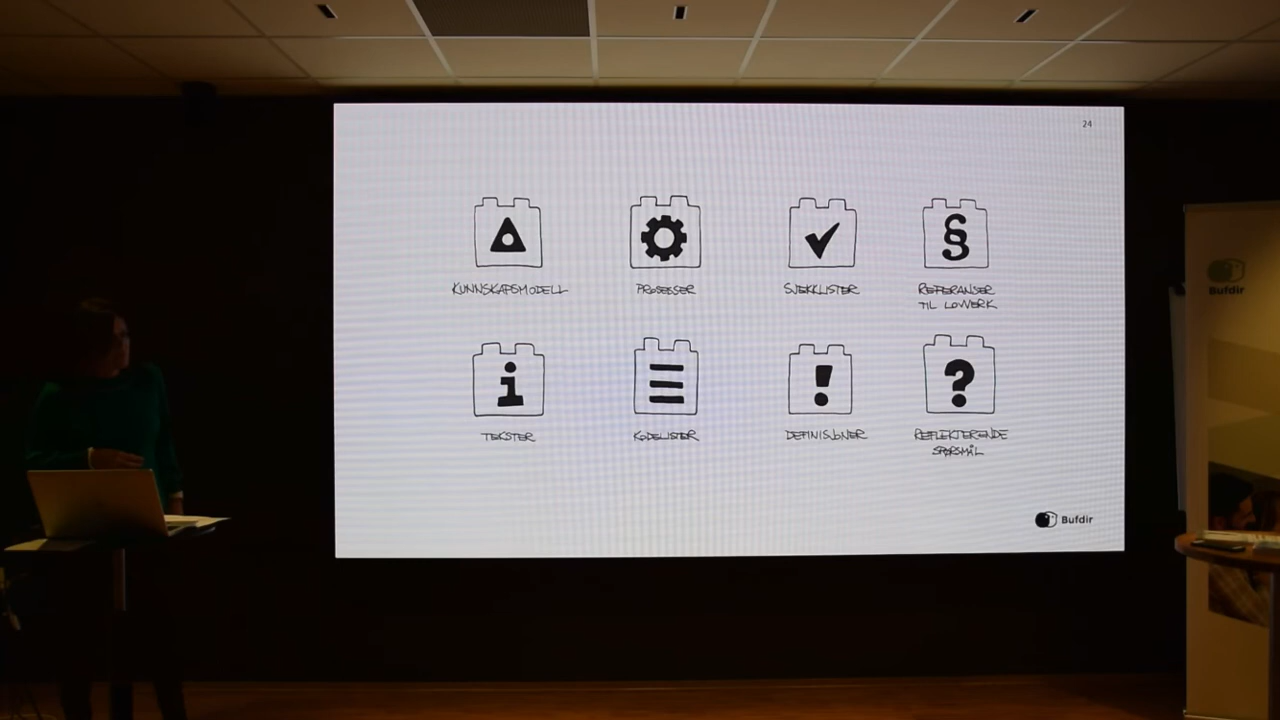 24
KUNNSKAPSMODELL
PROSESSER
SJEKKLISTER
REFERANSER
TIL LOVVERK
TEKSTER
KODELISTER
DEFINISJONER
REFLEKTERENDE
SPØRSMÅL
Bufdir
Bufdir